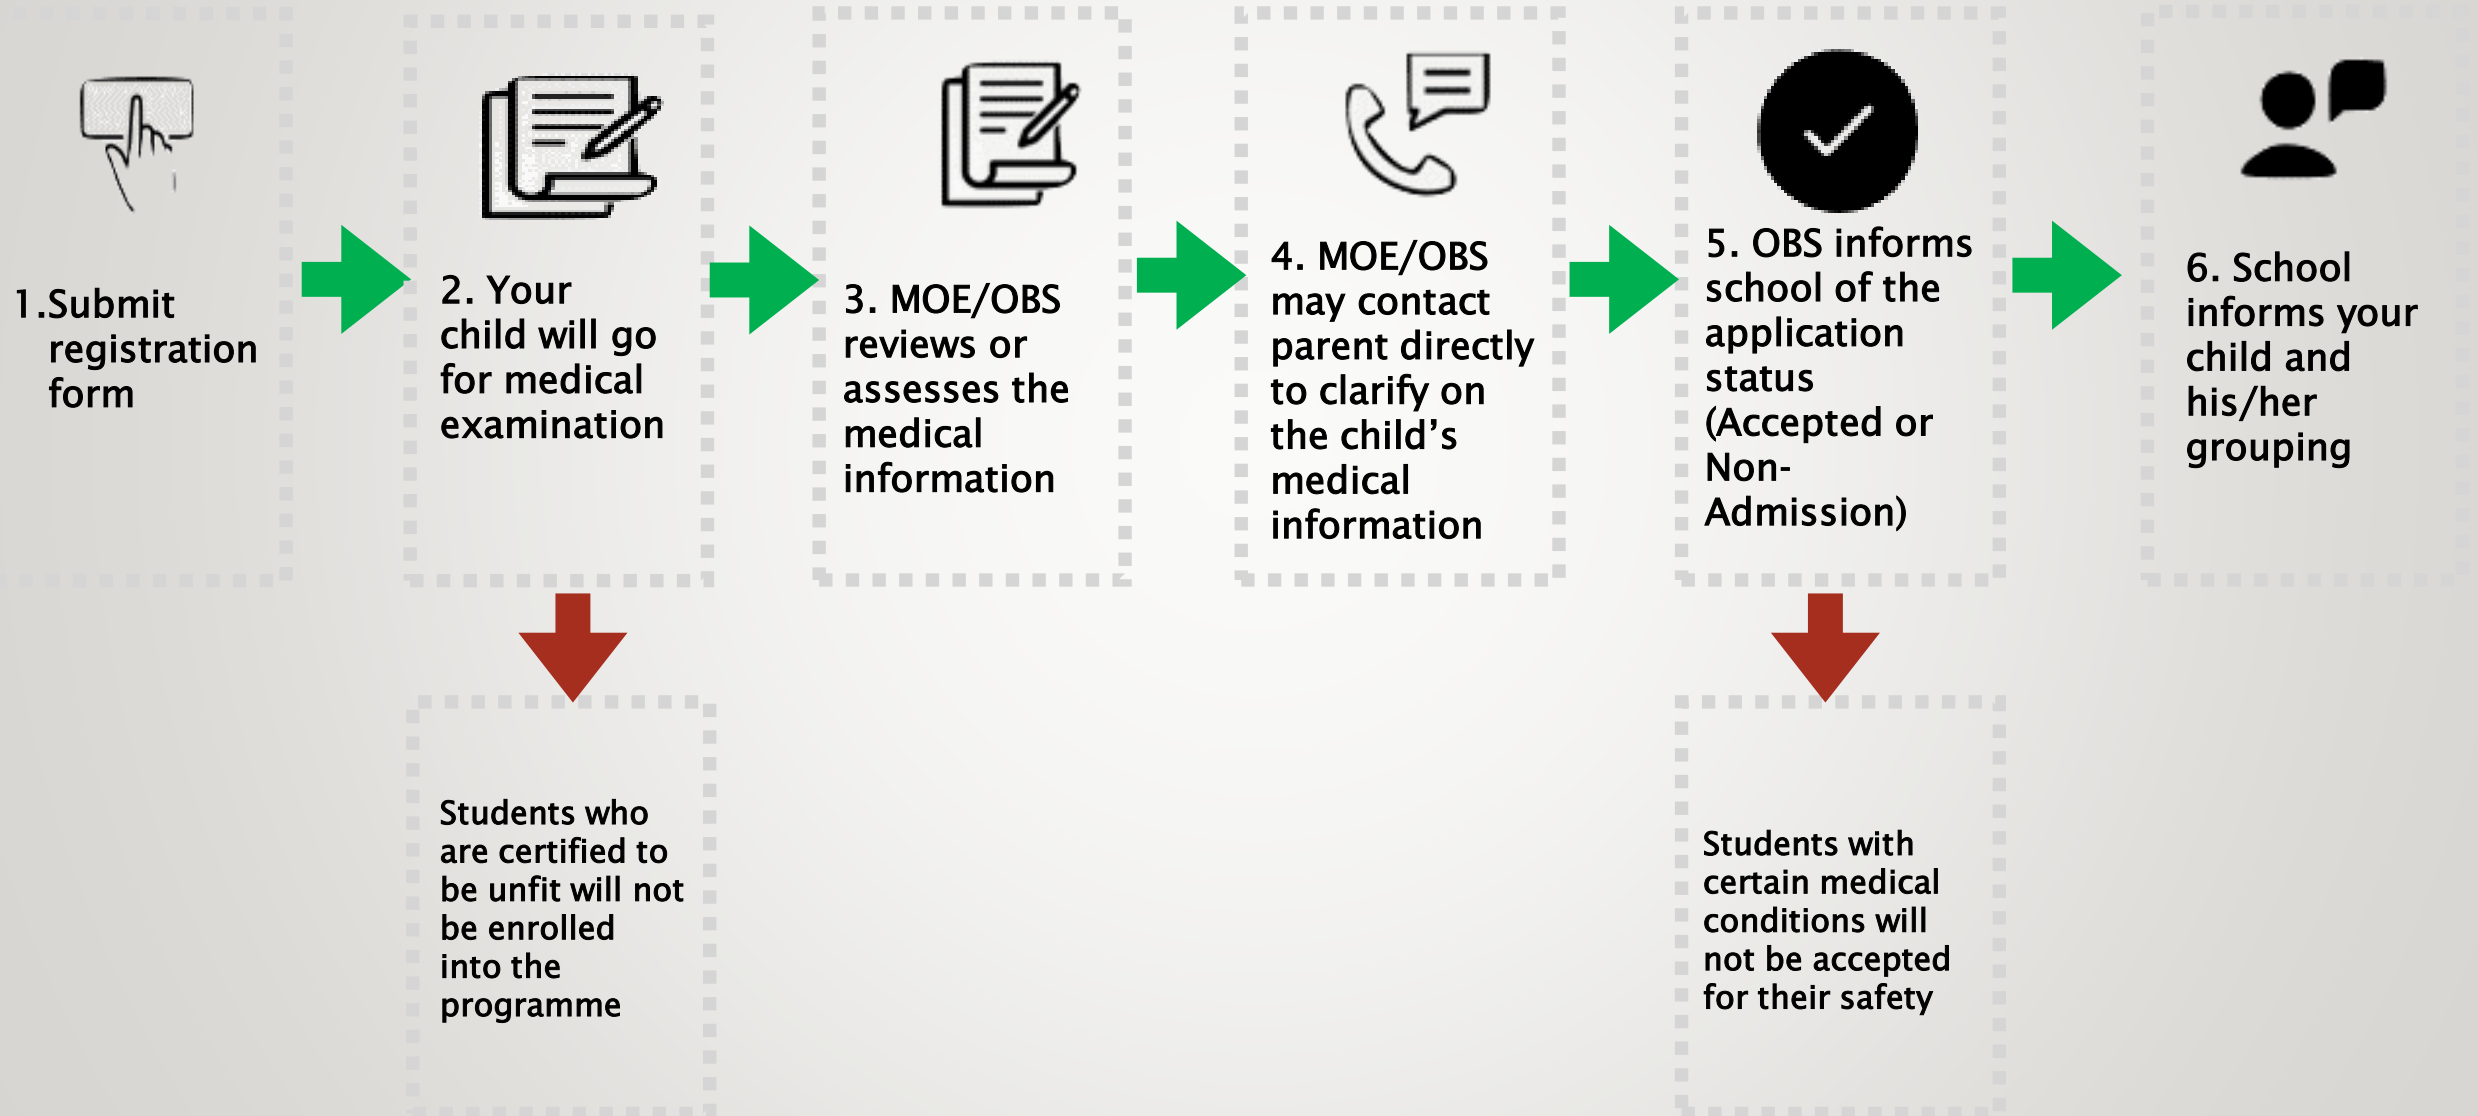 1.Submit
registration
form
2. Your
child will go
for medical
examination
3. MOE/OBS
reviews or
assesses the
medical
information
4. MOE/OBS
may contact
parent directly
to clarify on
the child’s
medical
information
5. OBS informs
school of the
application
status
(Accepted or
Non-
Admission)
6. School
informs your
child and
his/her
grouping
Students who
are certified to
be unfit will not
be enrolled
into the
programme
Students with
certain medical
conditions will
not be accepted
for their safety